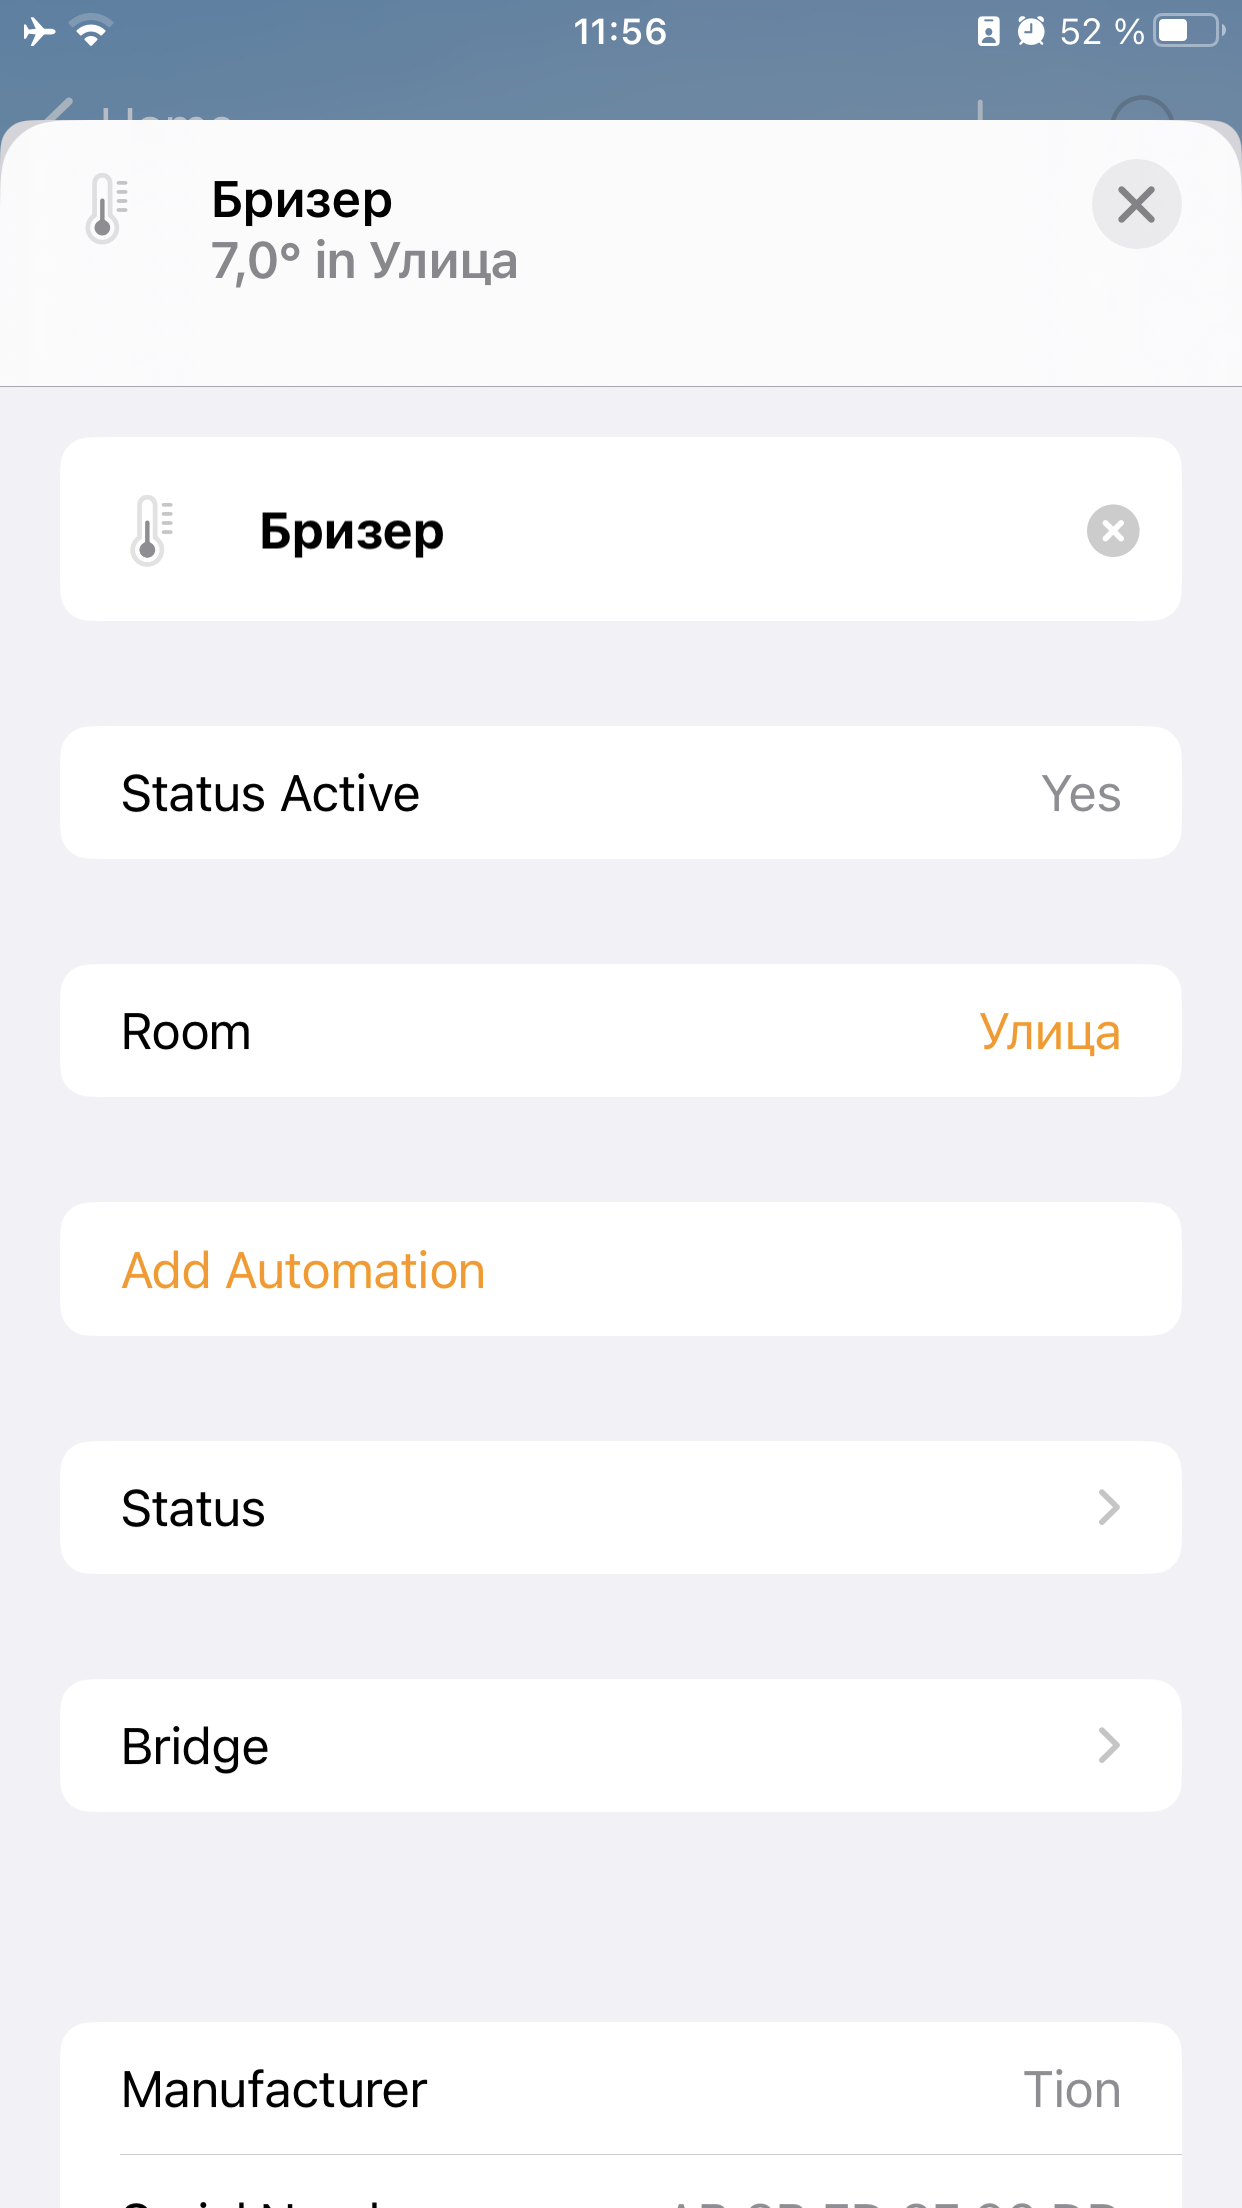 11:56
52 %
Бризер
7,0° in Улица
Бризер
Status Active
Yes
Room
Улица
Add Automation
Status
Bridge
Manufacturer
Tion